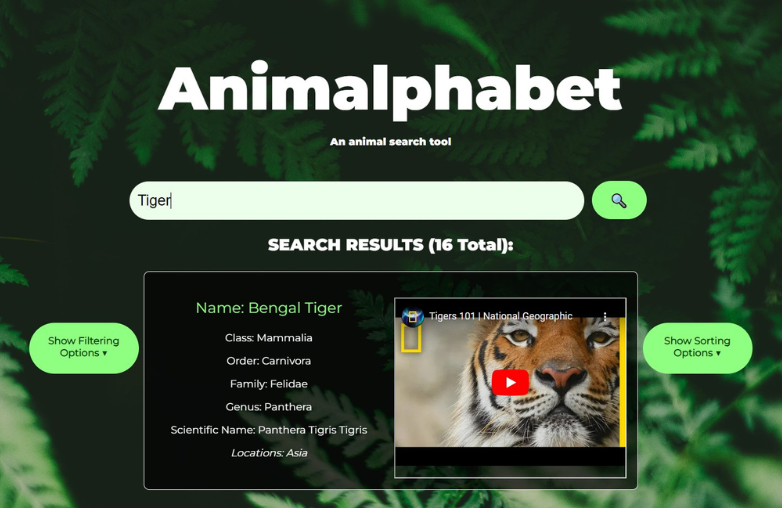 Animalphabet
An animal search tool
Tiger
SEARCH RESULTS (16 Total):
Show Filtering
Options ▾
Name: Bengal Tiger
Class: Mammalia
Order: Carnivora
Family: Felidae
Genus: Panthera
Scientific Name: Panthera Tigris Tigris
Locations: Asia
Tigers 101 | National Geographic
Show Sorting
Options ▾